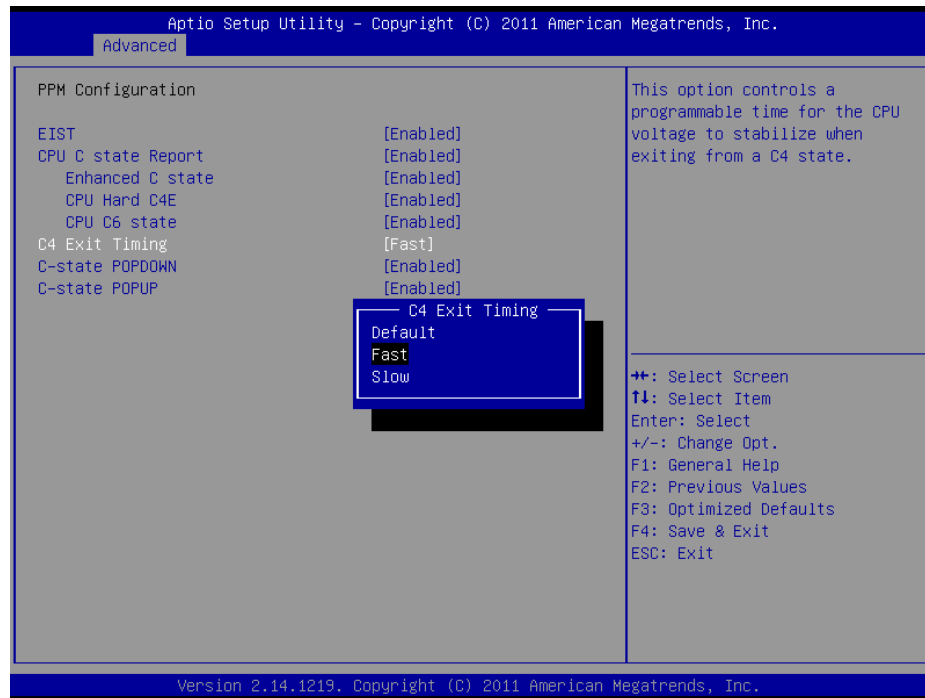 Aptio Setup Utility – Copyright (C) 2011 American Megatrends, Inc.
Advanced
PPM Configuration
EIST [Enabled]
CPU C state Report [Enabled]
Enhanced C state [Enabled]
CPU Hard C4E [Enabled]
CPU C6 state [Enabled]
C4 Exit Timing [Fast]
C-state POPDOWN [Enabled]
C-state POPUP [Enabled]
C4 Exit Timing
Default
Fast
Slow
This option controls a
programmable time for the CPU
voltage to stabilize when
exiting from a C4 state.
→←: Select Screen
↑↓: Select Item
Enter: Select
+/-: Change Opt.
F1: General Help
F2: Previous Values
F3: Optimized Defaults
F4: Save & Exit
ESC: Exit
Version 2.14.1219. Copyright (C) 2011 American Megatrends, Inc.